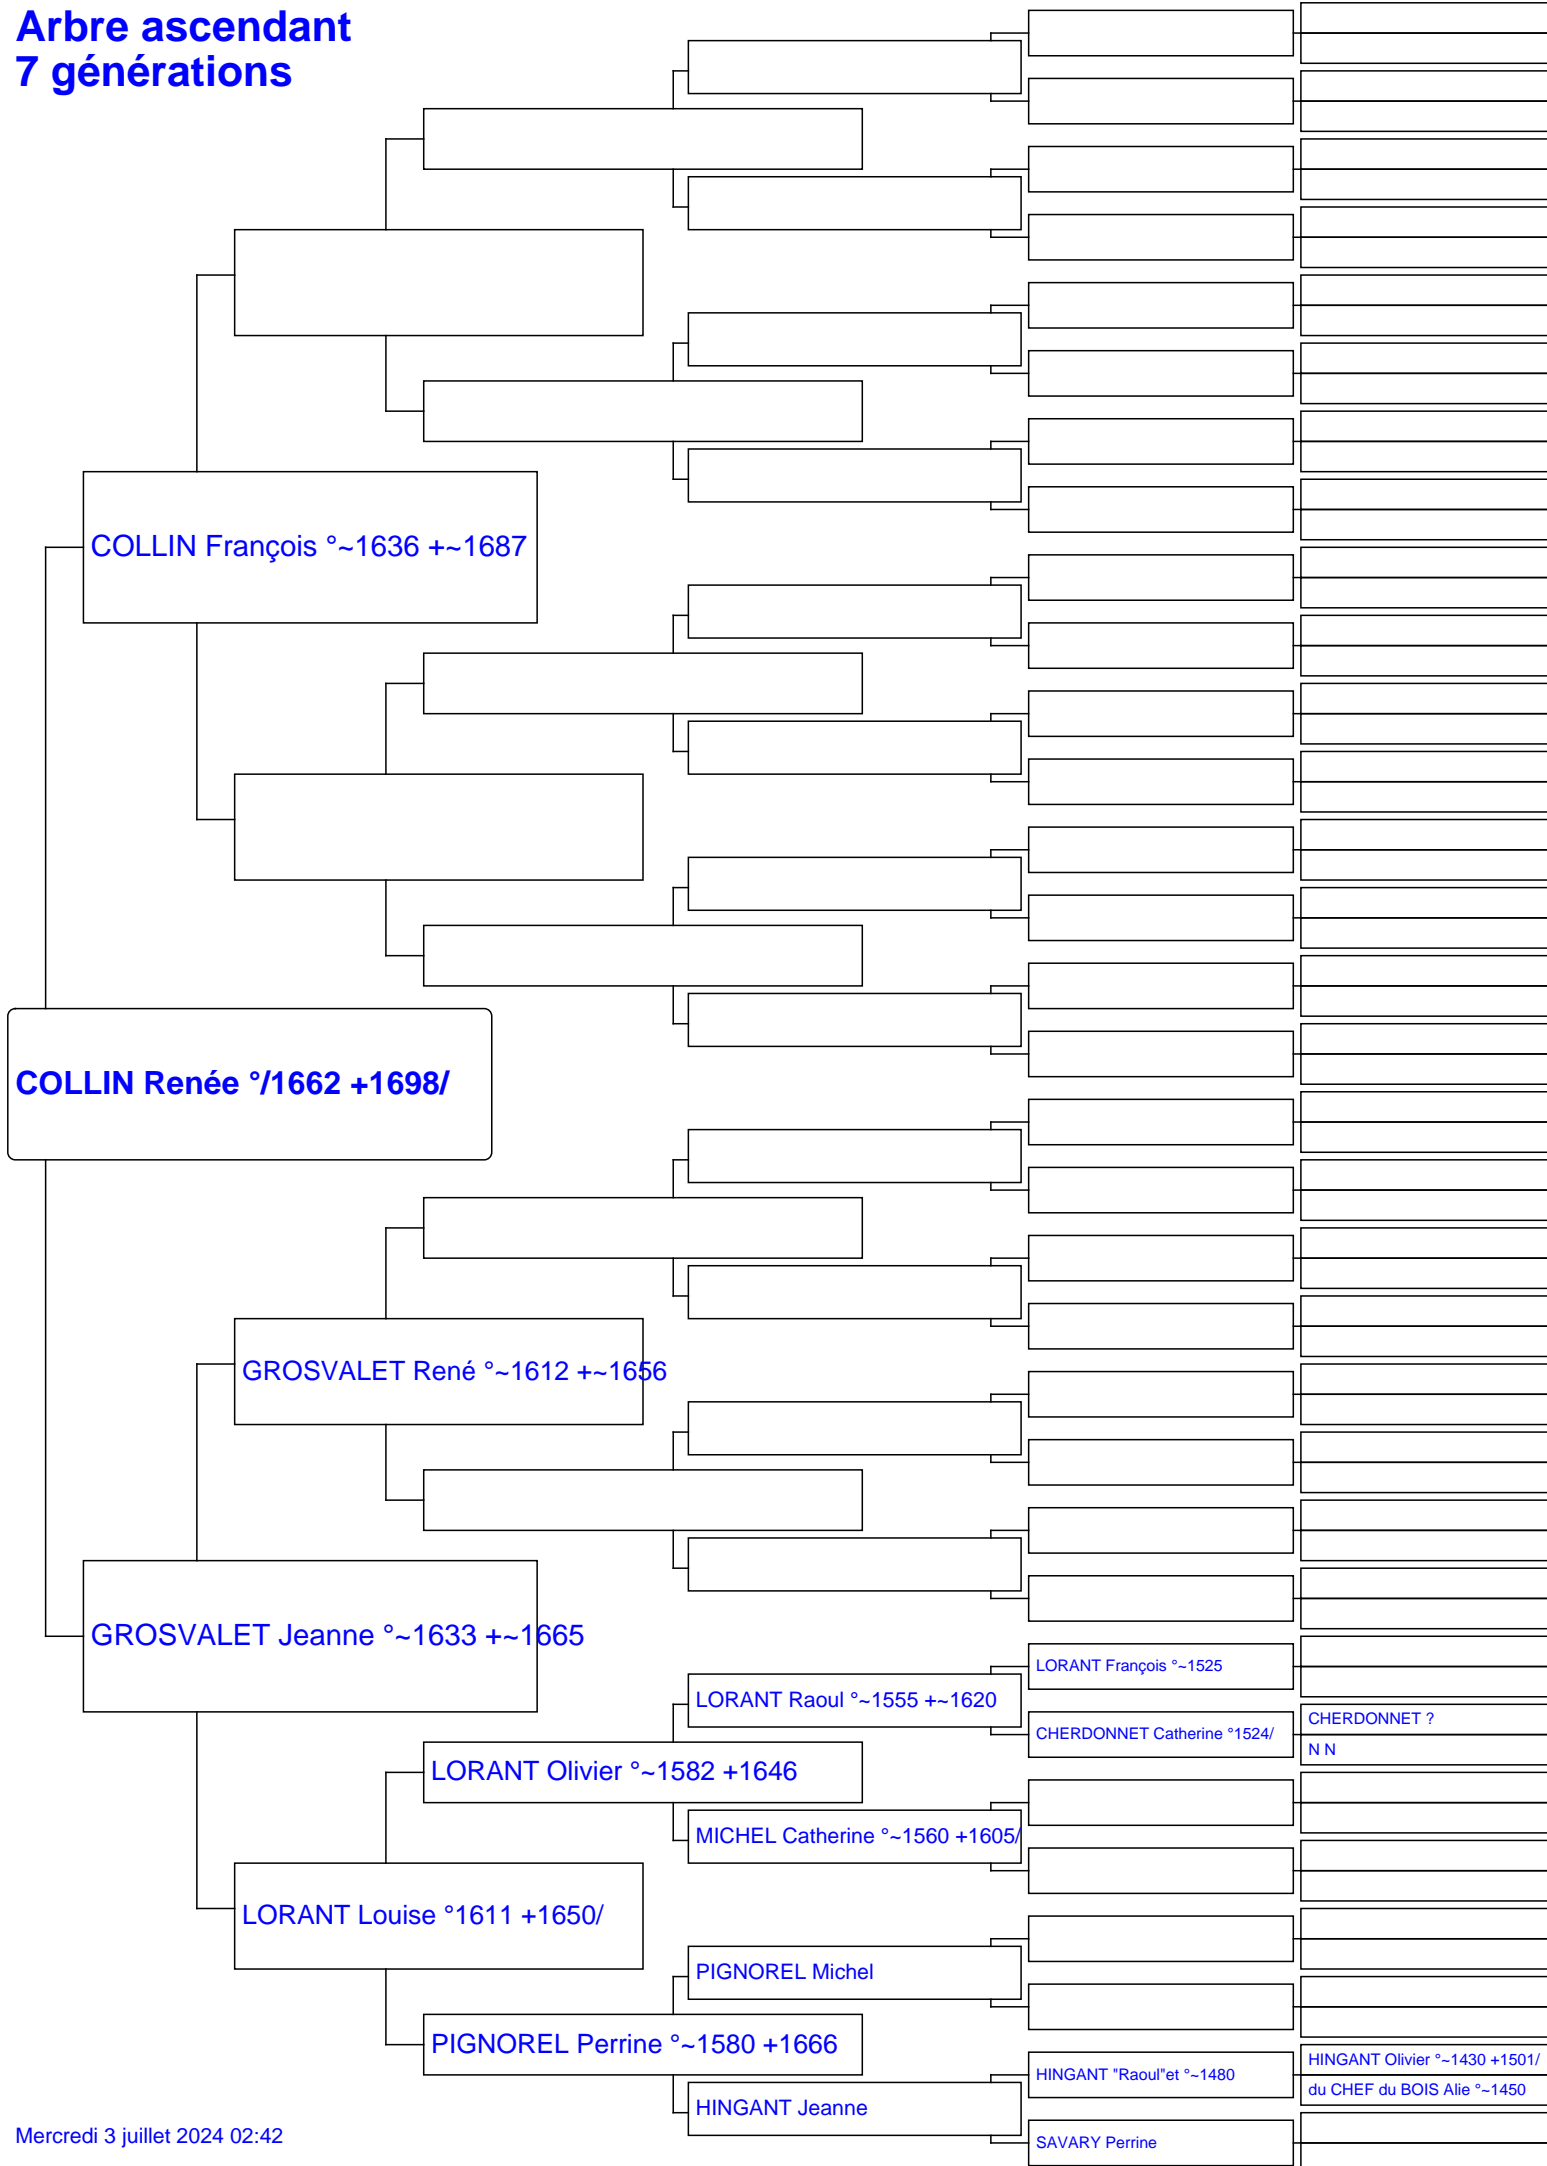 Arbre ascendant
7 générations
COLLIN François °~1636 +~1687
COLLIN Renée °/1662 +1698/
GROSVALET René °~1612 +~1656
GROSVALET Jeanne °~1633 +~1665
LORANT François °~1525
LORANT Raoul °~1555 +~1620
CHERDONNET ?
CHERDONNET Catherine °1524/
N N
LORANT Olivier °~1582 +1646
MICHEL Catherine °~1560 +1605/
LORANT Louise °1611 +1650/
PIGNOREL Michel
PIGNOREL Perrine °~1580 +1666
HINGANT Olivier °~1430 +1501/
HINGANT "Raoul"et °~1480
du CHEF du BOIS Alie °~1450
HINGANT Jeanne
SAVARY Perrine
Mercredi 3 juillet 2024 02:42